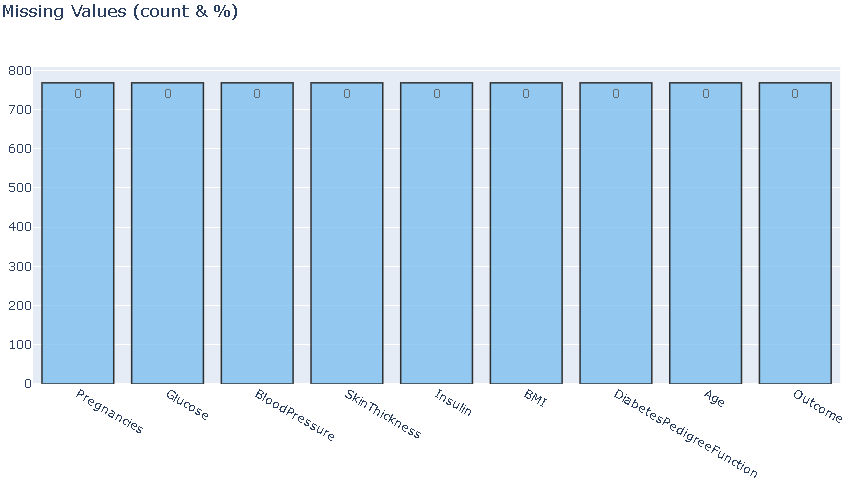 Missing Values (count & %)
800
700
600
500
400
300
200
100
0
0 0 0 0 0 0 0 0 0
Pregnancies
Glucose
BloodPressure
SkinThickness
Insulin
BMI
DiabetesPedigreeFunction
Age
Outcome